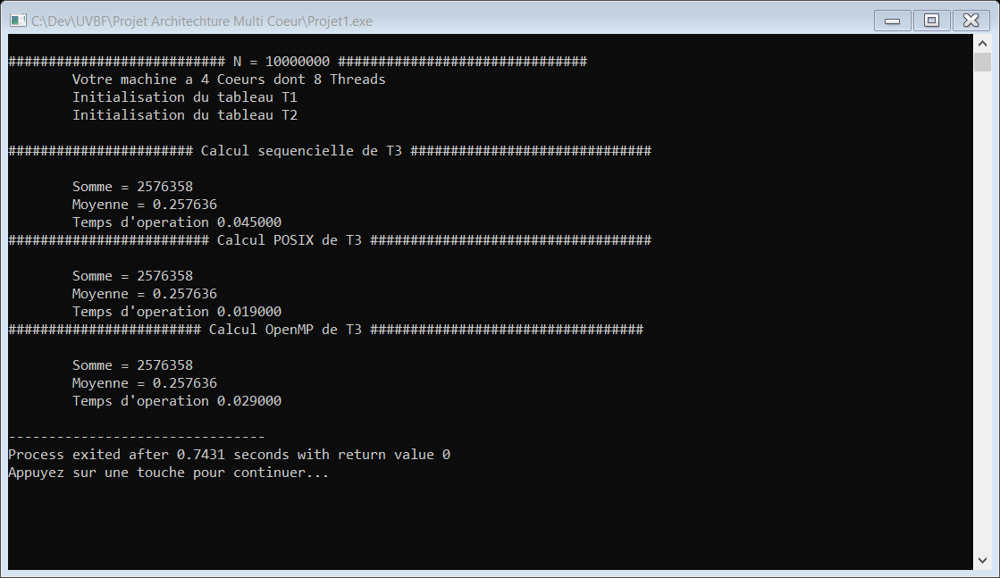 C:\Dev\UVBF\Projet Architechture Multi Coeur\Projet1.exe
########################### N = 10000000 ###############################
Votre machine a 4 Coeurs dont 8 Threads
Initialisation du tableau T1
Initialisation du tableau T2
####################### Calcul sequencielle de T3 ##############################
Somme = 2576358
Moyenne = 0.257636
Temps d'operation 0.045000
######################### Calcul POSIX de T3 ###################################
Somme = 2576358
Moyenne = 0.257636
Temps d'operation 0.019000
######################## Calcul OpenMP de T3 ##################################
Somme = 2576358
Moyenne = 0.257636
Temps d'operation 0.029000
--------------------------------
Process exited after 0.7431 seconds with return value 0
Appuyez sur une touche pour continuer...